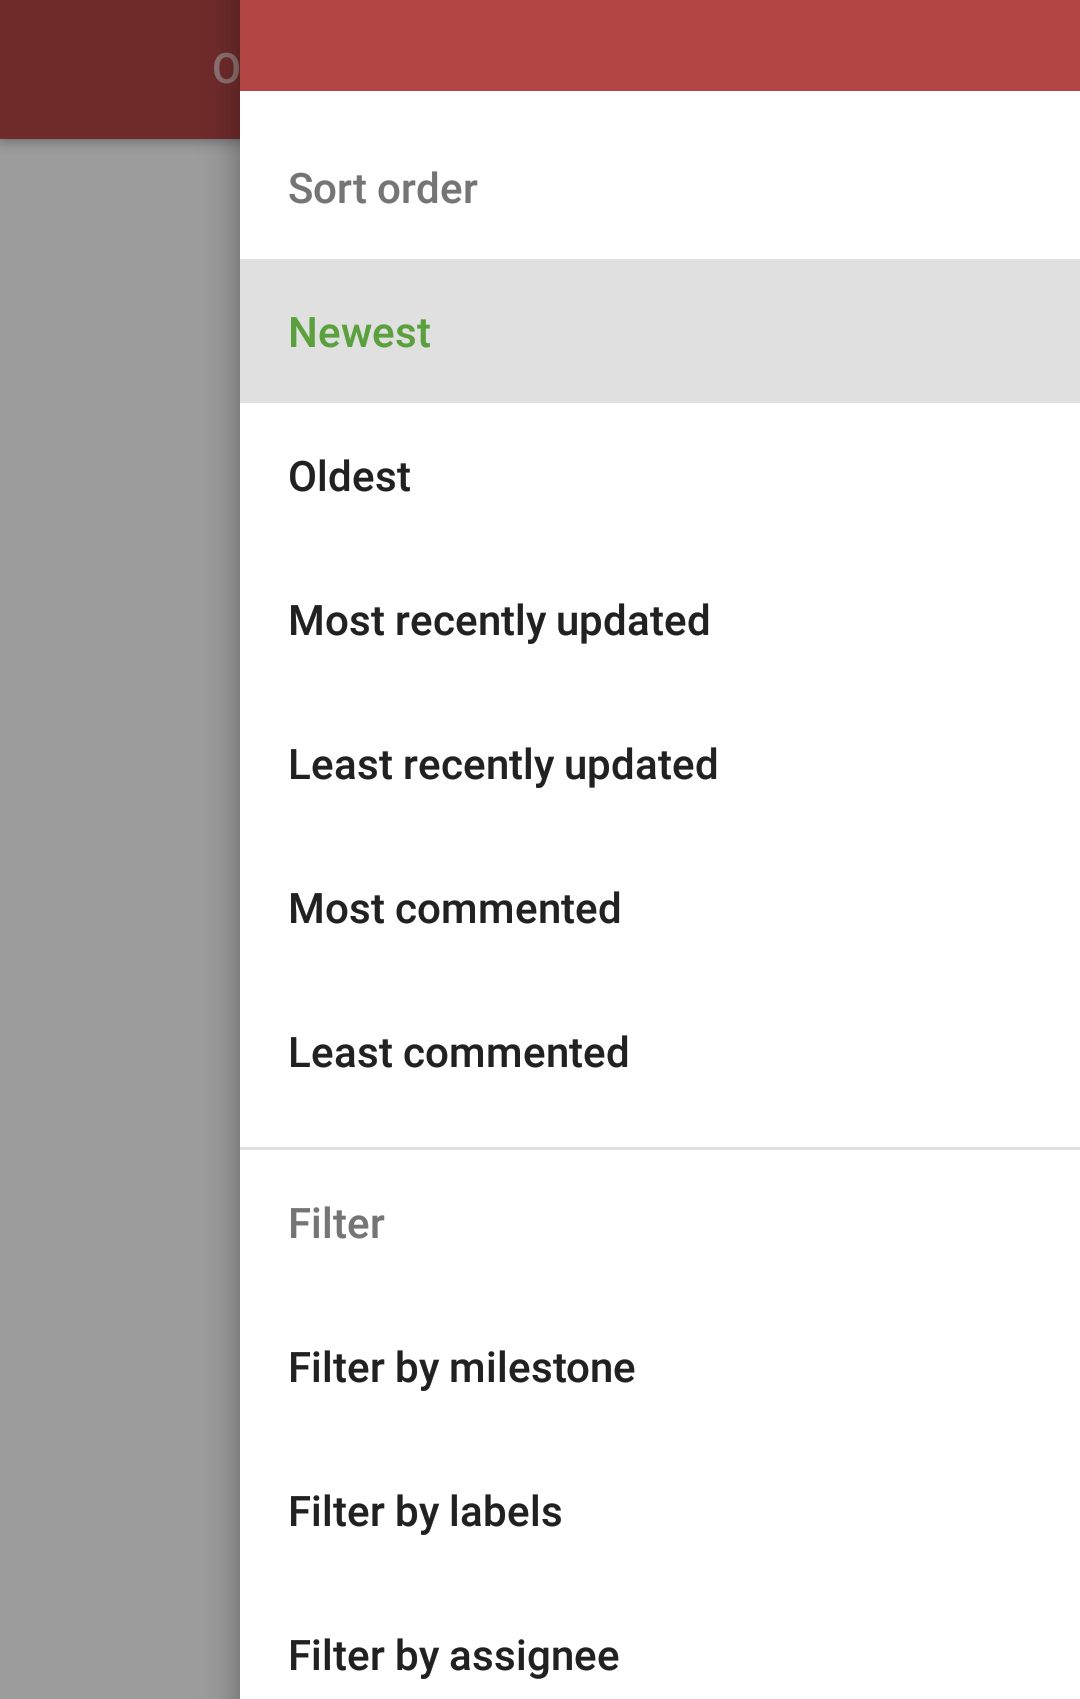 Sort order
Newest
Oldest
Most recently updated
Least recently updated
Most commented
Least commented
Filter
Filter by milestone
Filter by labels
Filter by assignee